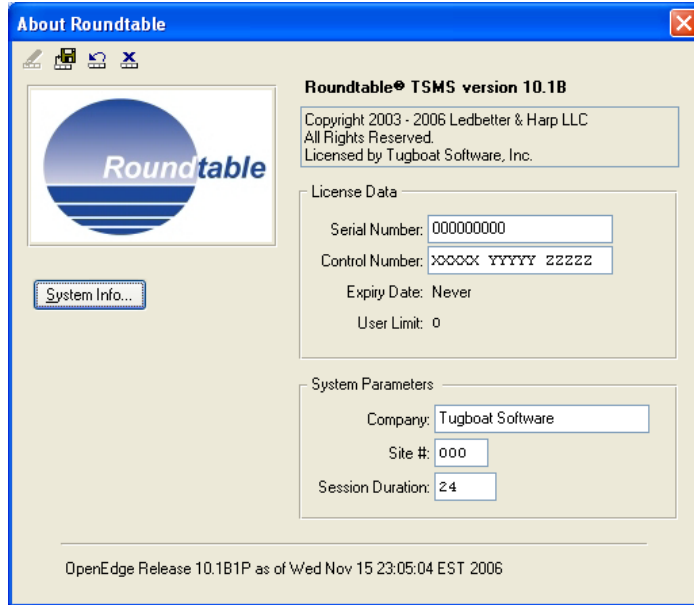 About Roundtable
Roundtable
System Info...
Roundtable® TSMS version 10.1B
Copyright 2003 - 2006 Ledbetter & Harp LLC
All Rights Reserved.
Licensed by Tugboat Software, Inc.
License Data
Serial Number: 000000000
Control Number: XXXXX YYYYY ZZZZZ
Expiry Date: Never
User Limit: 0
System Parameters
Company: Tugboat Software
Site #: 000
Session Duration: 24
OpenEdge Release 10.1B1P as of Wed Nov 15 23:05:04 EST 2006